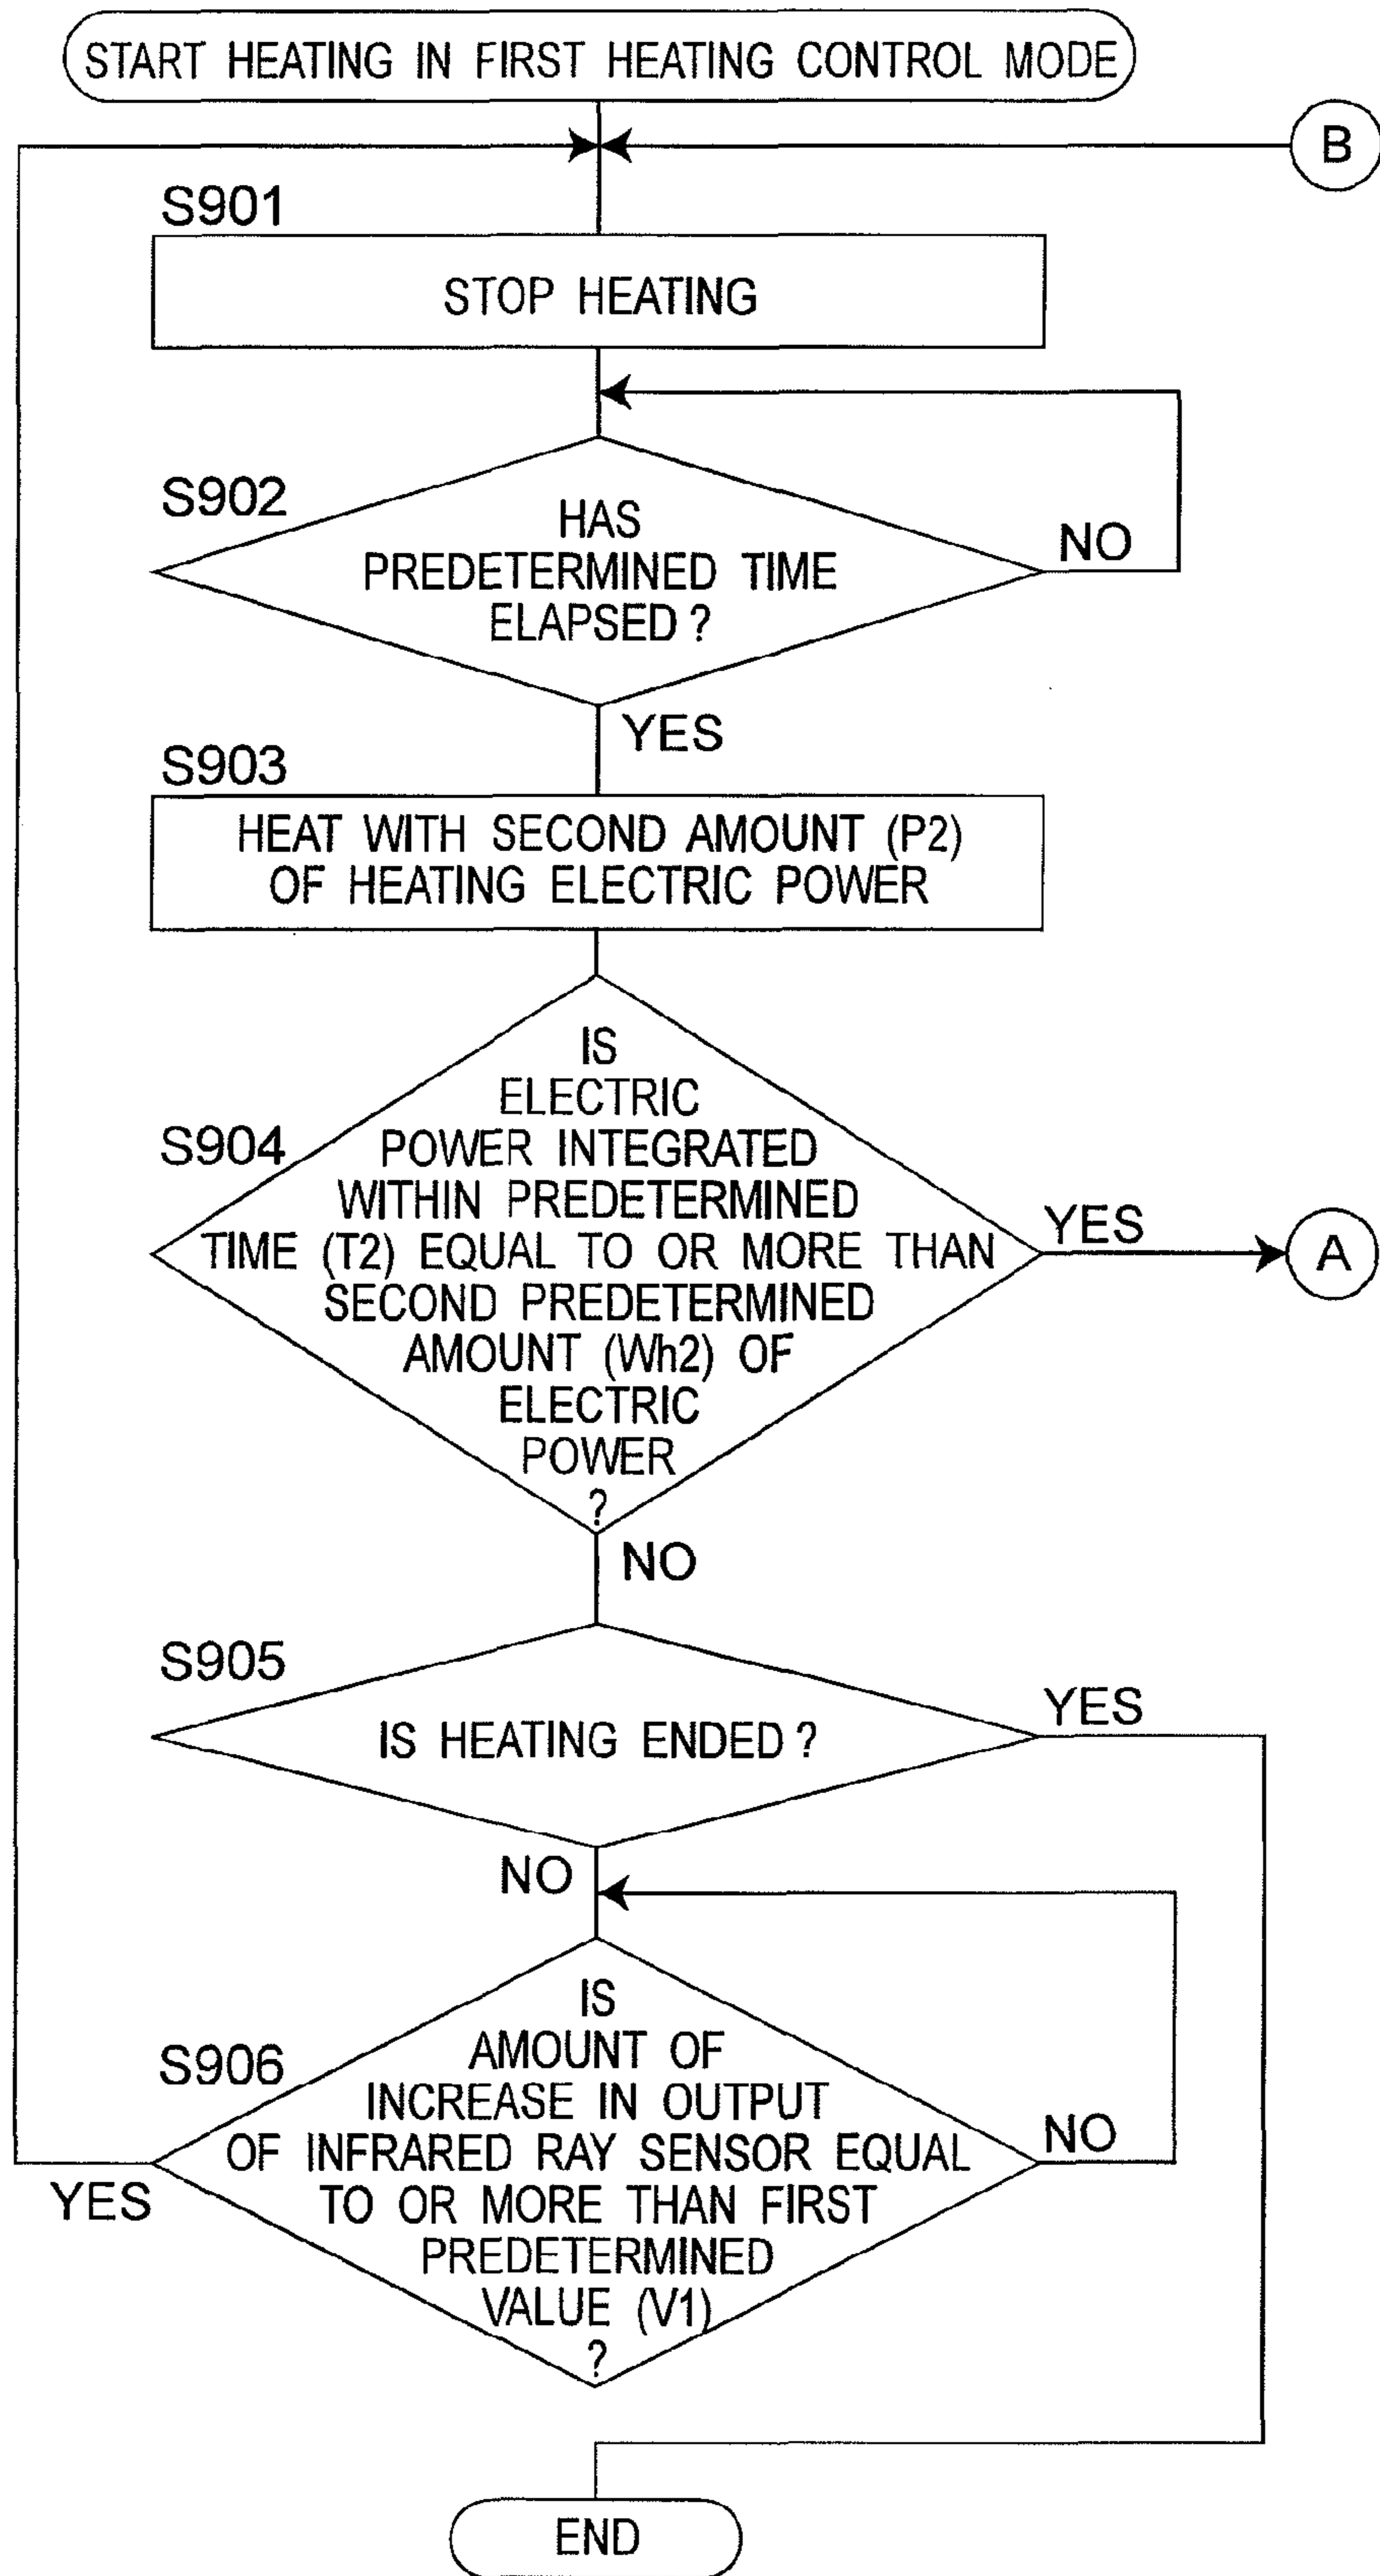 START HEATING IN FIRST HEATING CONTROL MODE
B
S901
STOP HEATING
S902
HAS
PREDETERMINED TIME
ELAPSED ?
NO
YES
S903
HEAT WITH SECOND AMOUNT (P2)
OF HEATING ELECTRIC POWER
S904
IS
ELECTRIC
POWER INTEGRATED
WITHIN PREDETERMINED
TIME (T2) EQUAL TO OR MORE THAN
SECOND PREDETERMINED
AMOUNT (Wh2) OF
ELECTRIC
POWER
?
YES
A
NO
S905
IS HEATING ENDED ?
YES
NO
S906
IS
AMOUNT OF
INCREASE IN OUTPUT
OF INFRARED RAY SENSOR EQUAL
TO OR MORE THAN FIRST
PREDETERMINED
VALUE (V1)
?
NO
YES
END